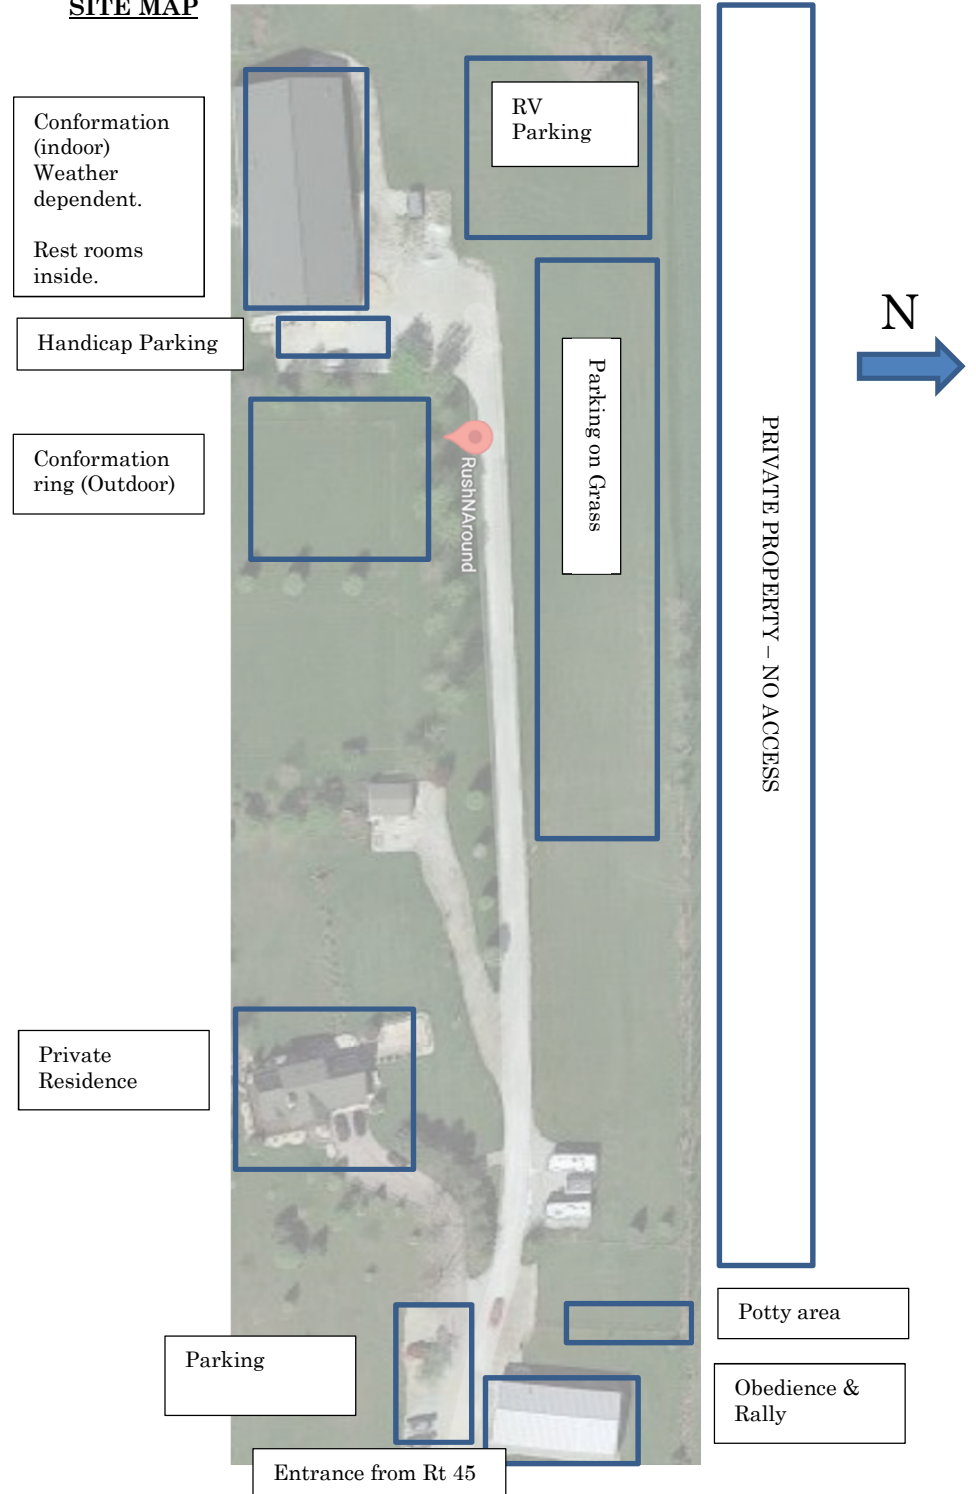 SITE MAP
RV
Parking
Conformation
(indoor)
Weather
dependent.
Rest rooms
inside.
N
Handicap Parking
Parking on Grass
PRIVATE PROPERTY – NO ACCESS
Conformation
ring (Outdoor)
RushNAround
Private
Residence
Potty area
Parking
Obedience &
Rally
Entrance from Rt 45